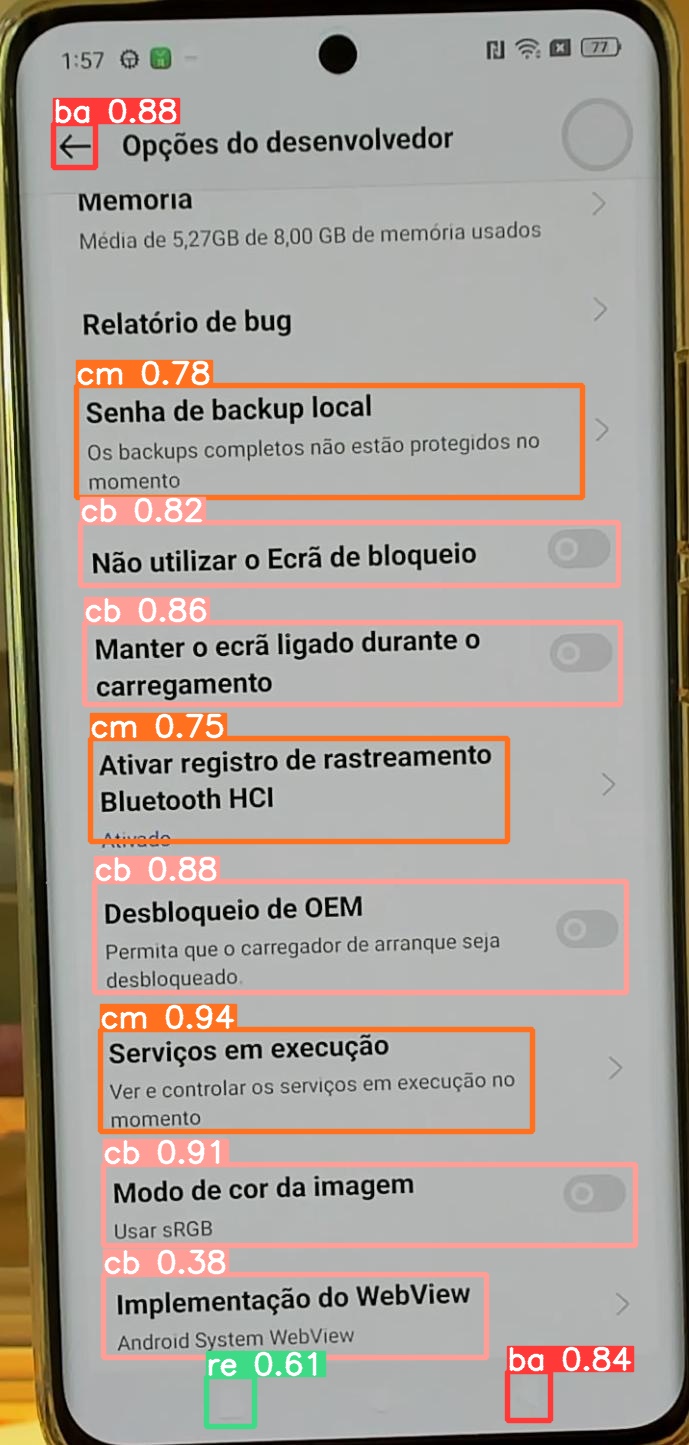 1:57
77
ba 0.88
Opções do desenvolvedor
Memória
Média de 5,27GB de 8,00 GB de memória usados
Relatório de bug
cm 0.78
Senha de backup local
Os backups completos não estão protegidos no
momento
cb 0.82
Não utilizar o Ecrã de bloqueio
cb 0.86
Manter o ecrã ligado durante o
carregamento
cm 0.75
Ativar registro de rastreamento
Bluetooth HCI
Ativado
cb 0.88
Desbloqueio de OEM
Permita que o carregador de arranque seja
desbloqueado.
cm 0.94
Serviços em execução
Ver e controlar os serviços em execução no
momento
cb 0.91
Modo de cor da imagem
Usar sRGB
cb 0.38
Implementação do WebView
Android System WebView
re 0.61
ba 0.84